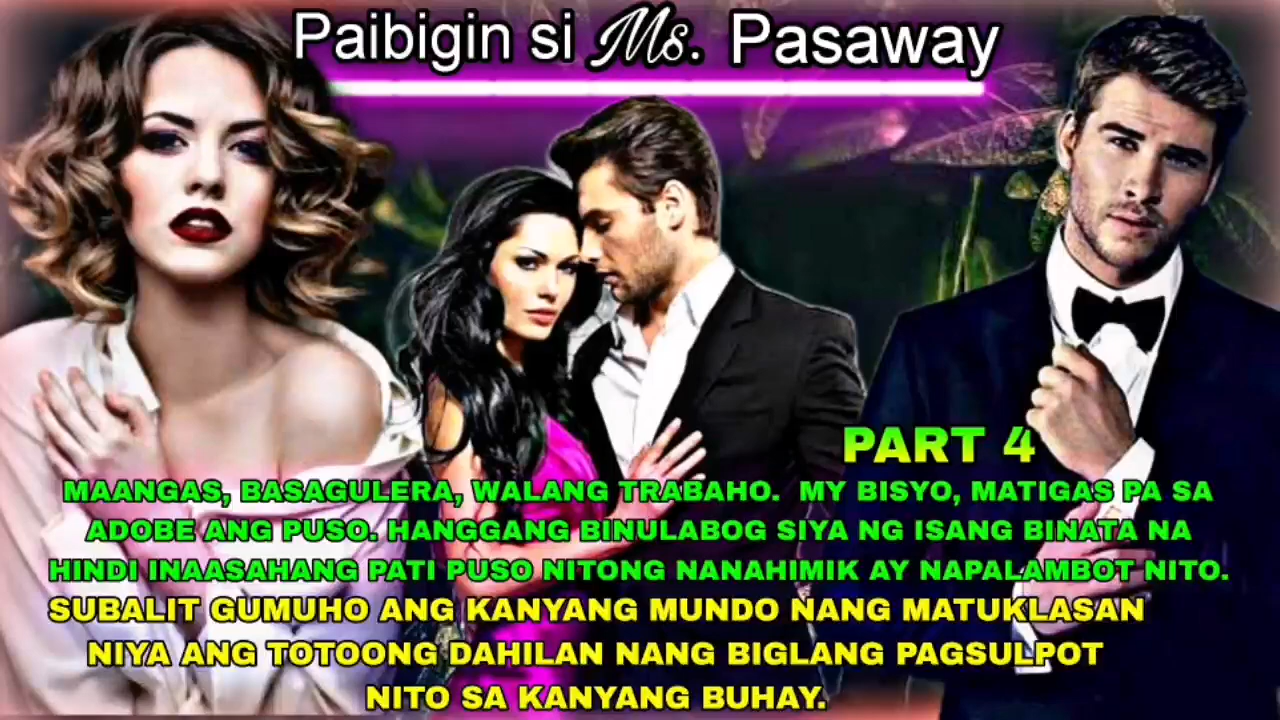 Paibigin si Ms. Pasaway
PART 4
MAANGAS, BASAGULERA, WALANG TRABAHO. MY BISYO, MATIGAS PA SA
ADOBE ANG PUSO. HANGGANG BINULABOG SIYA NG ISANG BINATA NA
HINDI INAASAHANG PATI PUSO NITONG NANAHIMIK AY NAPALAMBOT NITO.
SUBALIT GUMUHO ANG KANYANG MUNDO NANG MATUKLASAN
NIYA ANG TOTOONG DAHILAN NANG BIGLANG PAGSULPOT
NITO SA KANYANG BUHAY.